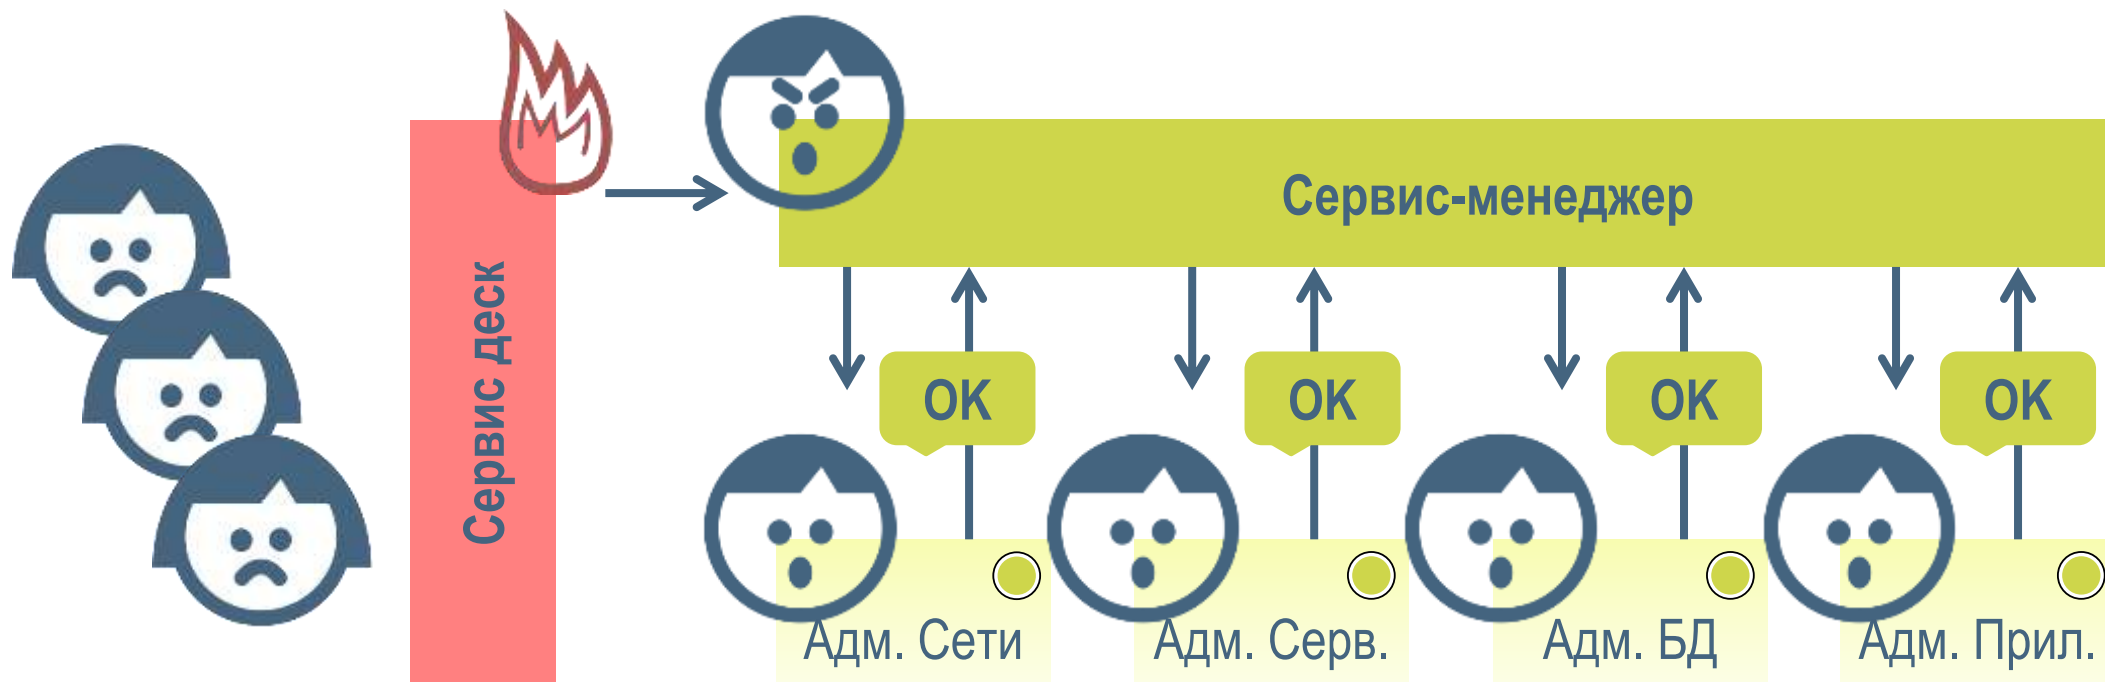 Сервис деск
Сервис-менеджер
OK
OK
OK
OK
Адм. Сети
Адм. Серв.
Адм. БД
Адм. Прил.